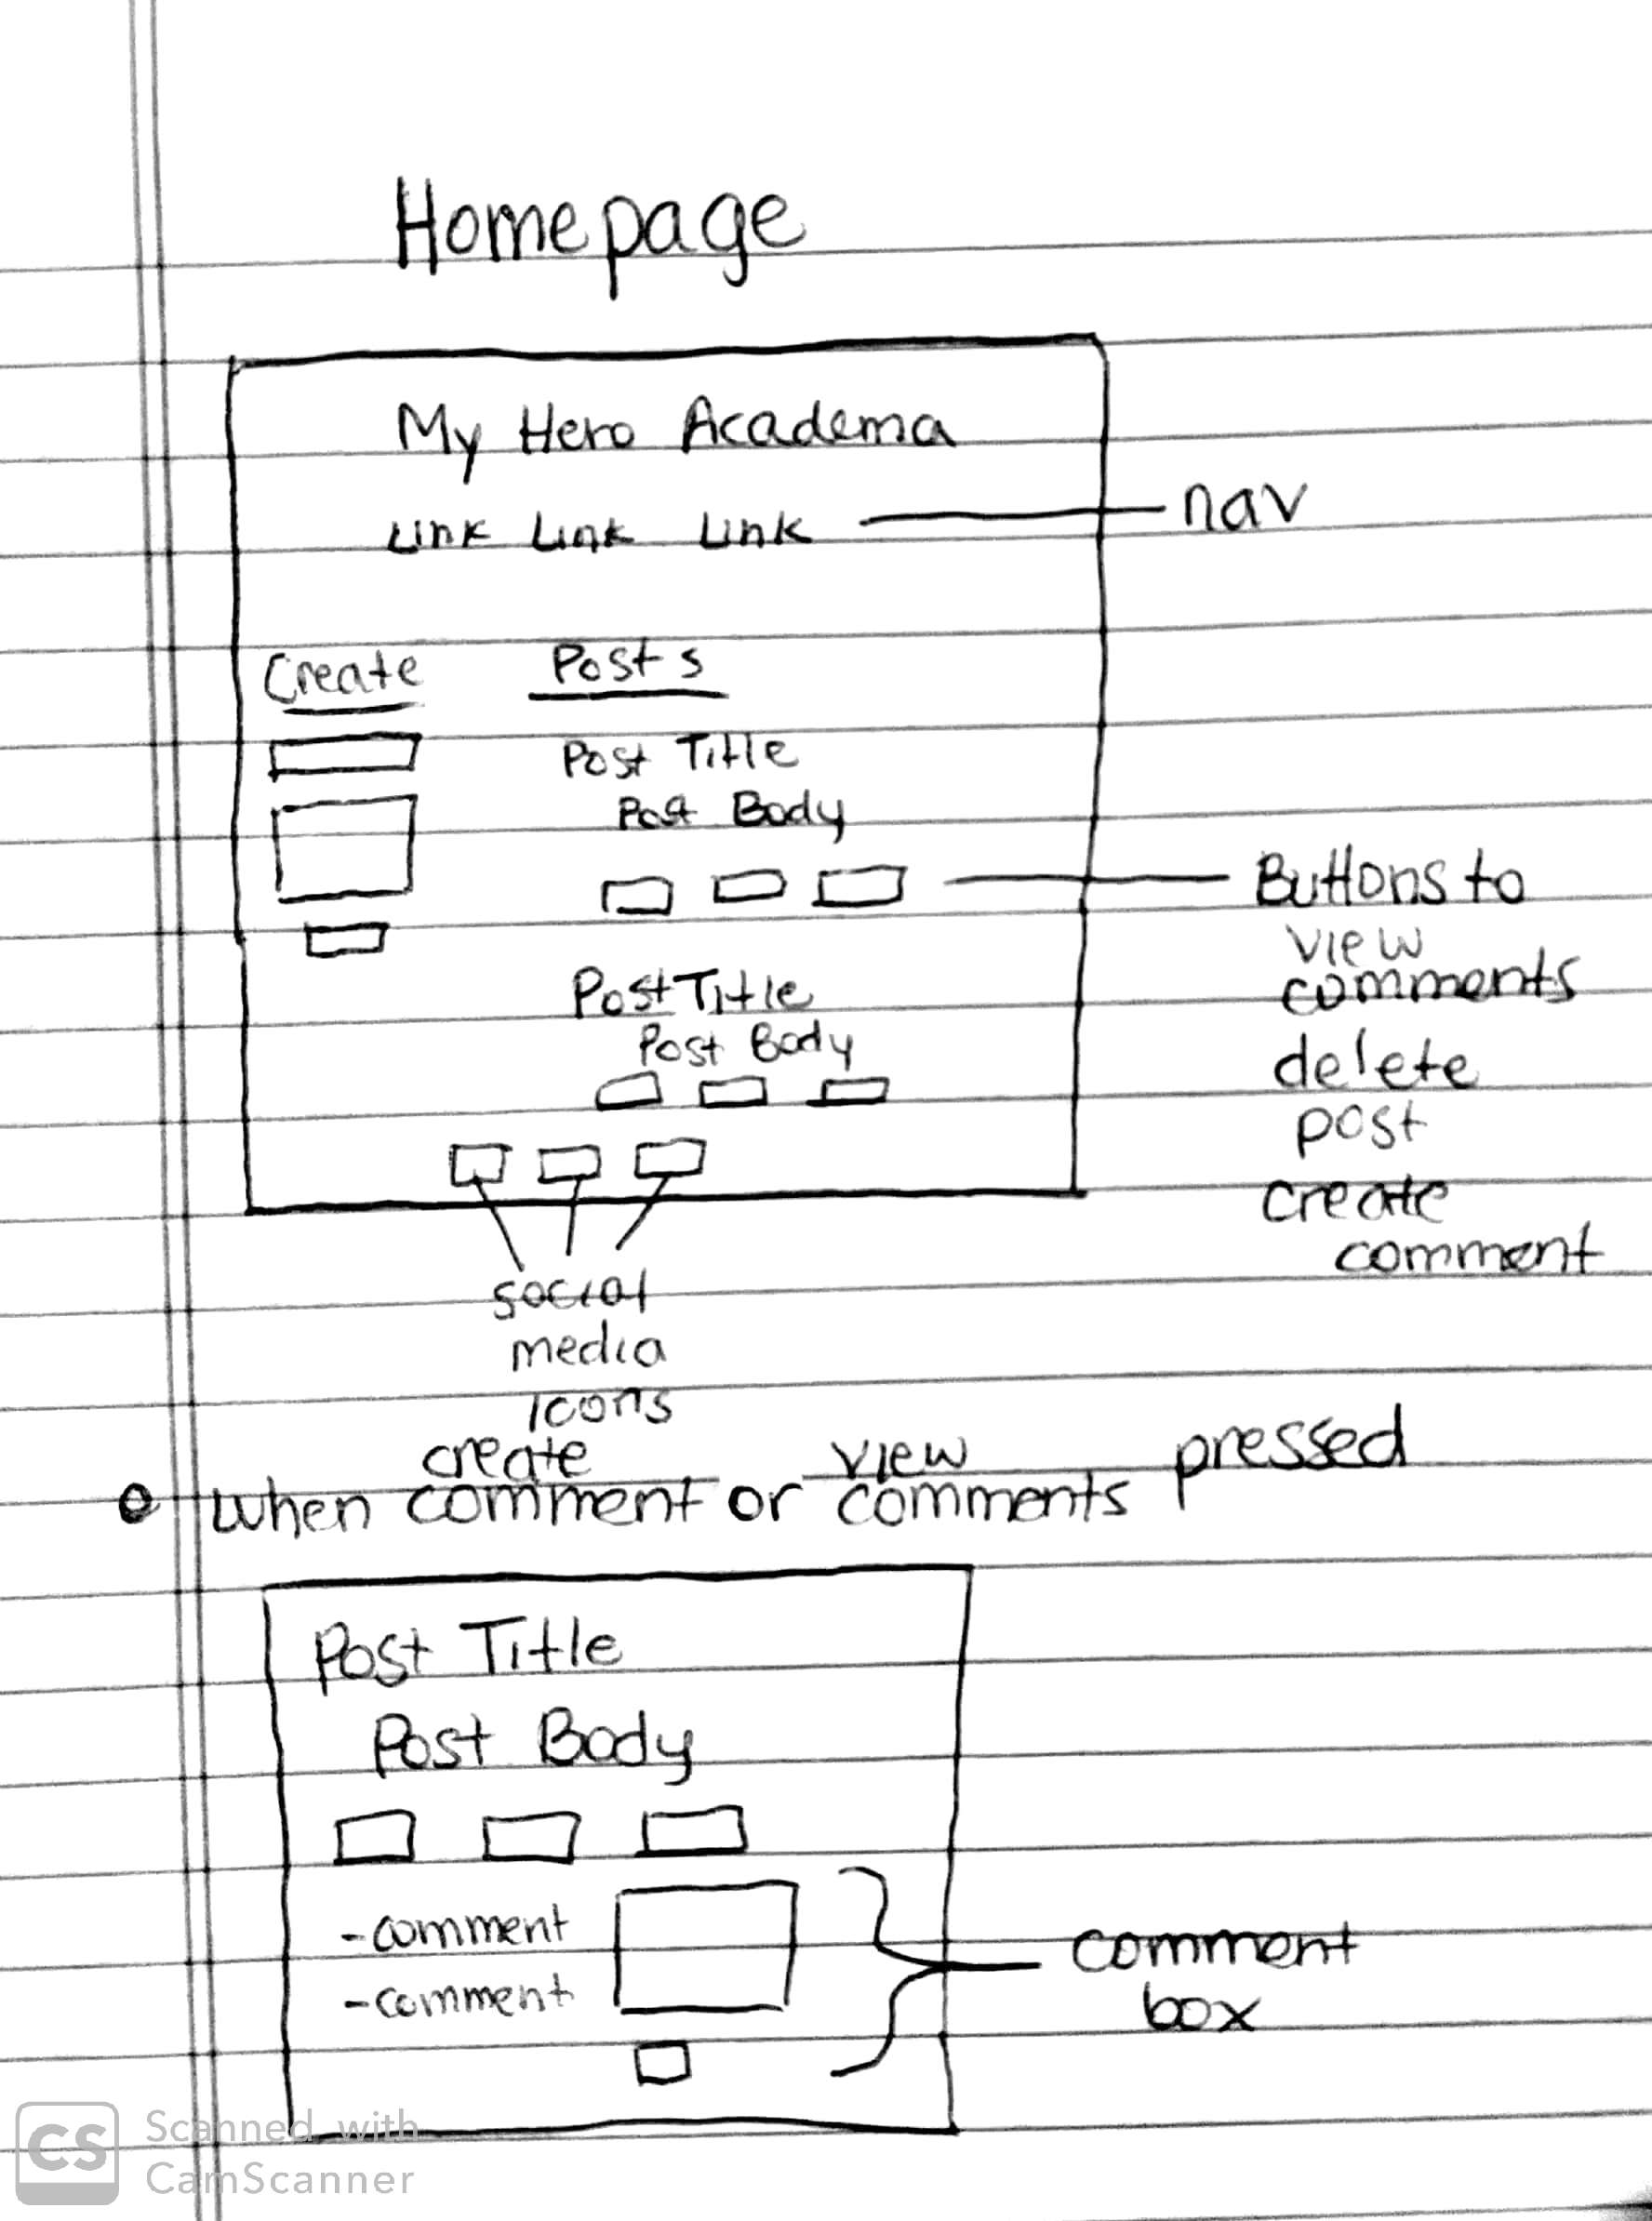 Homepage
My Hero Academa
Link Link Link
nav
Create
Posts
Post Title
Post Body
Buttons to
view
comments
delete
post
create
comment
Post Title
Post Body
social
media
icons
create view pressed
when comment or comments
Post Title
Post Body
-comment
-comment
comment
box
CS
Scanned with
CamScanner